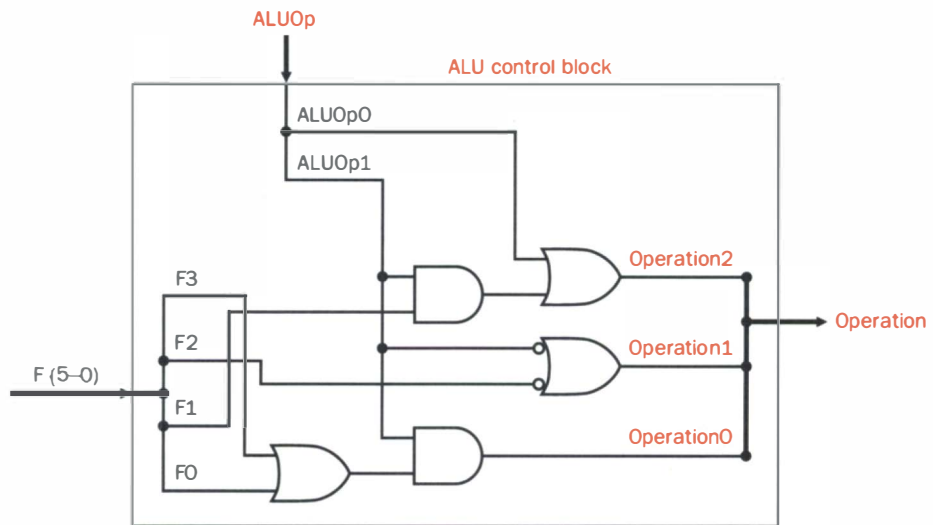 ALUOp
ALU control block
ALUOp0
ALUOp1
Operation2
F3
Operation
F2
Operation1
F (5–0)
F1
Operation0
F0